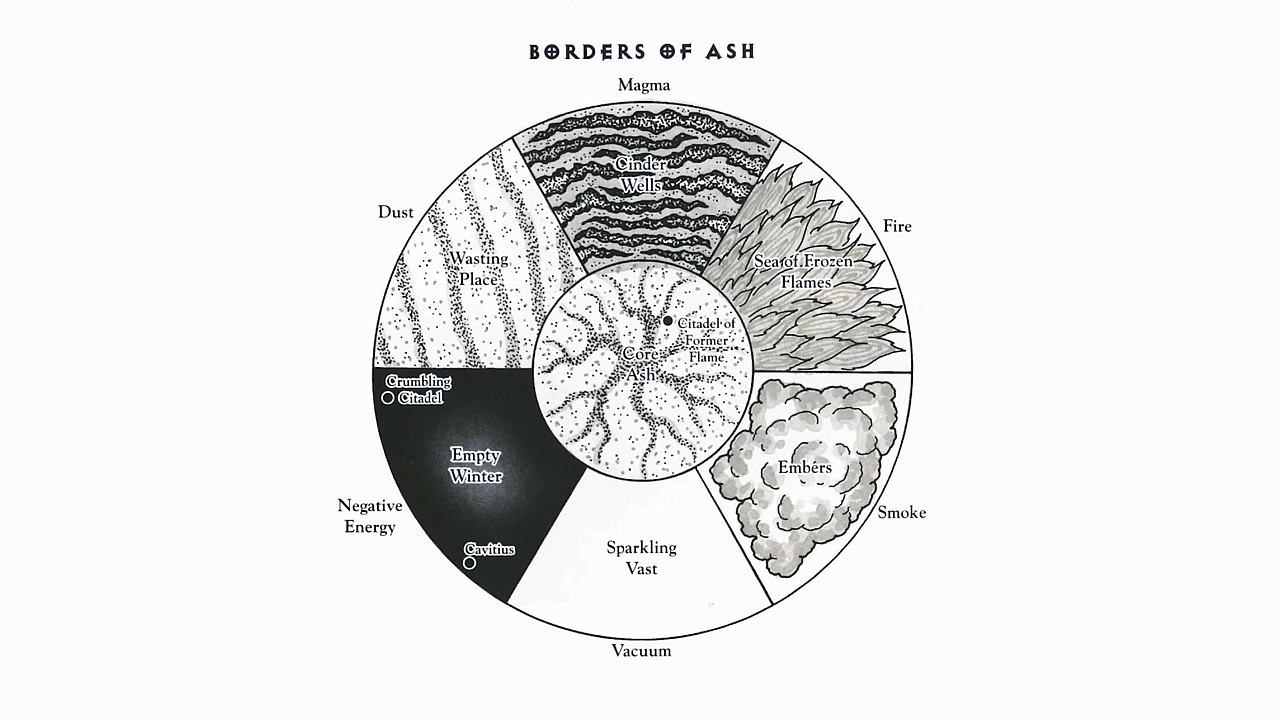 BORDERS OF ASH
Magma
Cinder
Wells
Dust
Fire
Wasting
Place
Sea of Frozen
Flames
Citadel of
Former
Flame
Core
Ash
Crumbling
Citadel
Empty
Winter
Embers
Negative
Energy
Smoke
Cavitius
Sparkling
Vast
Vacuum